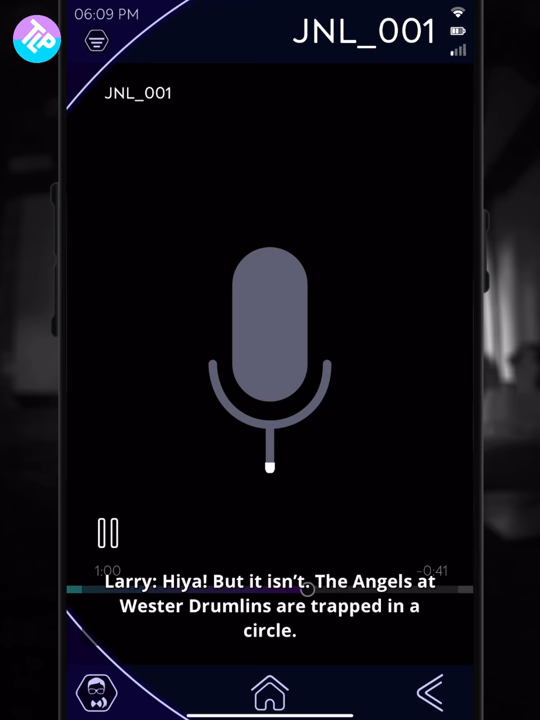 06:09 PM
TLP
JNL_001
JNL_001
1:00
-0:41
Larry: Hiya! But it isn’t. The Angels at
Wester Drumlins are trapped in a
circle.